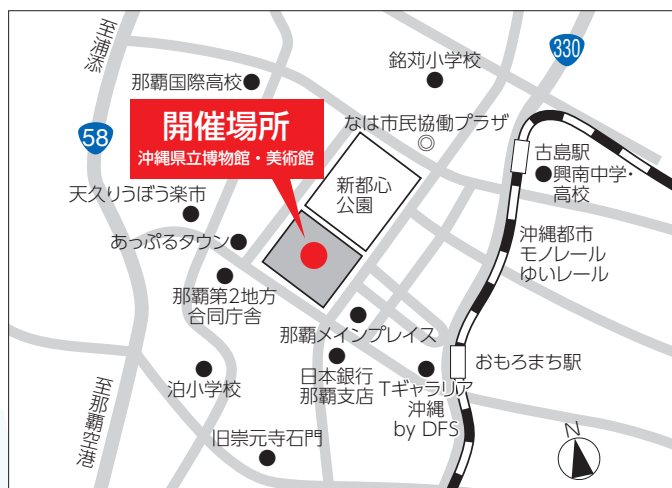 至浦添
330
銘苅小学校
那覇国際高校
58
開催場所
沖縄県立博物館・美術館
なは市民協働プラザ
古島駅
興南中学・
高校
新都心
公園
天久りうぼう楽市
あっぷるタウン
沖縄都市
モノレール
ゆいレール
那覇第2地方
合同庁舎
那覇メインプレイス
おもろまち駅
日本銀行
那覇支店
Tギャラリア
沖縄
by DFS
泊小学校
至那覇空港
旧崇元寺石門
N